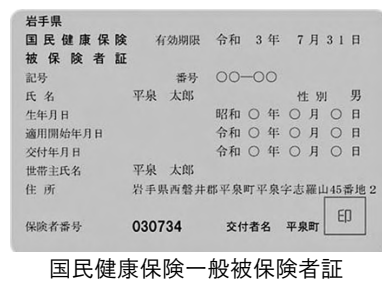 岩手県
国民健康保険 有効期限 令和 3年 7月31日
被保険者証
記号 番号 ○○―○○
氏名 平泉 太郎 性別 男
生年月日 昭和 ○ 年 ○ 月 ○ 日
適用開始年月日 令和 ○ 年 ○ 月 ○ 日
交付年月日 令和 ○ 年 ○ 月 ○ 日
世帯主氏名 平泉 太郎
住所 岩手県西磐井郡平泉町平泉字志羅山45番地2
保険者番号 030734 交付者名 平泉町 印
国民健康保険一般被保険者証